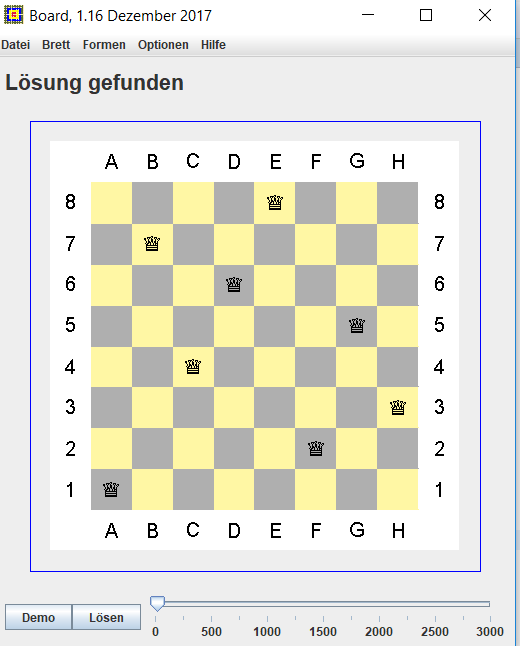 Board, 1.16 Dezember 2017
Datei Brett Formen Optionen Hilfe
Lösung gefunden
A B C D E F G H
8 8
7 7
6 6
5 5
4 4
3 3
2 2
1 1
A B C D E F G H
Demo Lösen
0 500 1000 1500 2000 2500 3000